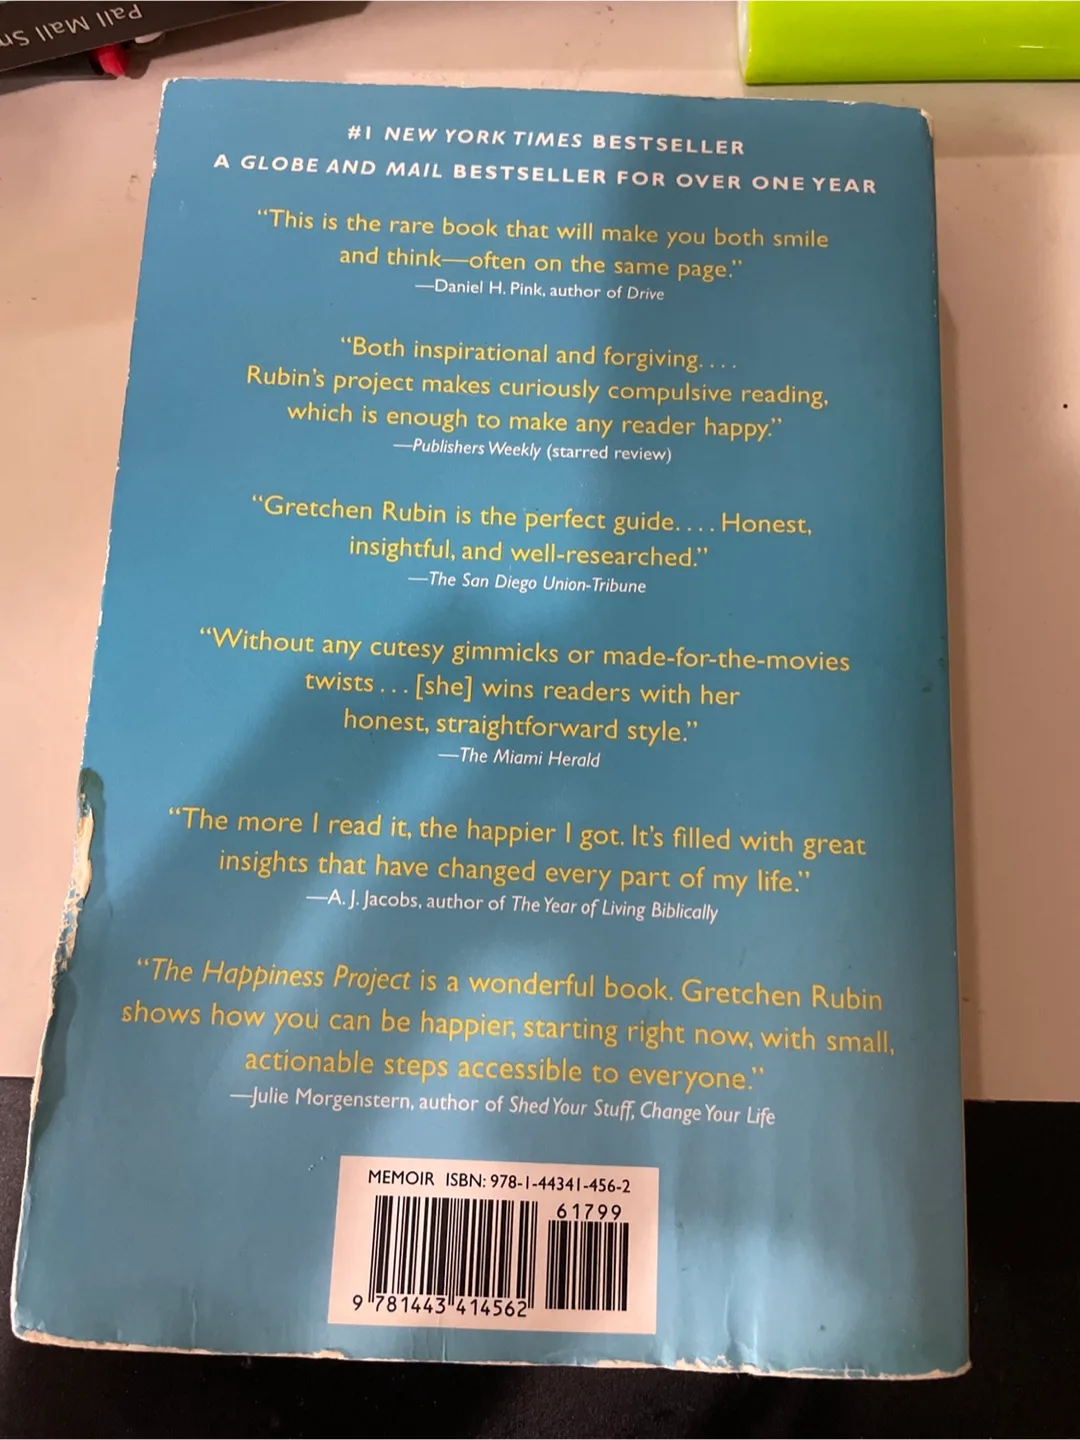 Pall Mall Sn
#1 NEW YORK TIMES BESTSELLER
A GLOBE AND MAIL BESTSELLER FOR OVER ONE YEAR
“This is the rare book that will make you both smile
and think—often on the same page.”
—Daniel H. Pink, author of Drive
“Both inspirational and forgiving. . . .
Rubin’s project makes curiously compulsive reading,
which is enough to make any reader happy.”
—Publishers Weekly (starred review)
“Gretchen Rubin is the perfect guide. . . . Honest,
insightful, and well-researched.”
—The San Diego Union-Tribune
“Without any cutesy gimmicks or made-for-the-movies
twists . . . [she] wins readers with her
honest, straightforward style.”
—The Miami Herald
“The more I read it, the happier I got. It’s filled with great
insights that have changed every part of my life.”
—A. J. Jacobs, author of The Year of Living Biblically
“The Happiness Project is a wonderful book. Gretchen Rubin
shows how you can be happier, starting right now, with small,
actionable steps accessible to everyone.”
—Julie Morgenstern, author of Shed Your Stuff, Change Your Life
MEMOIR ISBN: 978-1-44341-456-2
61799
9 781443 414562